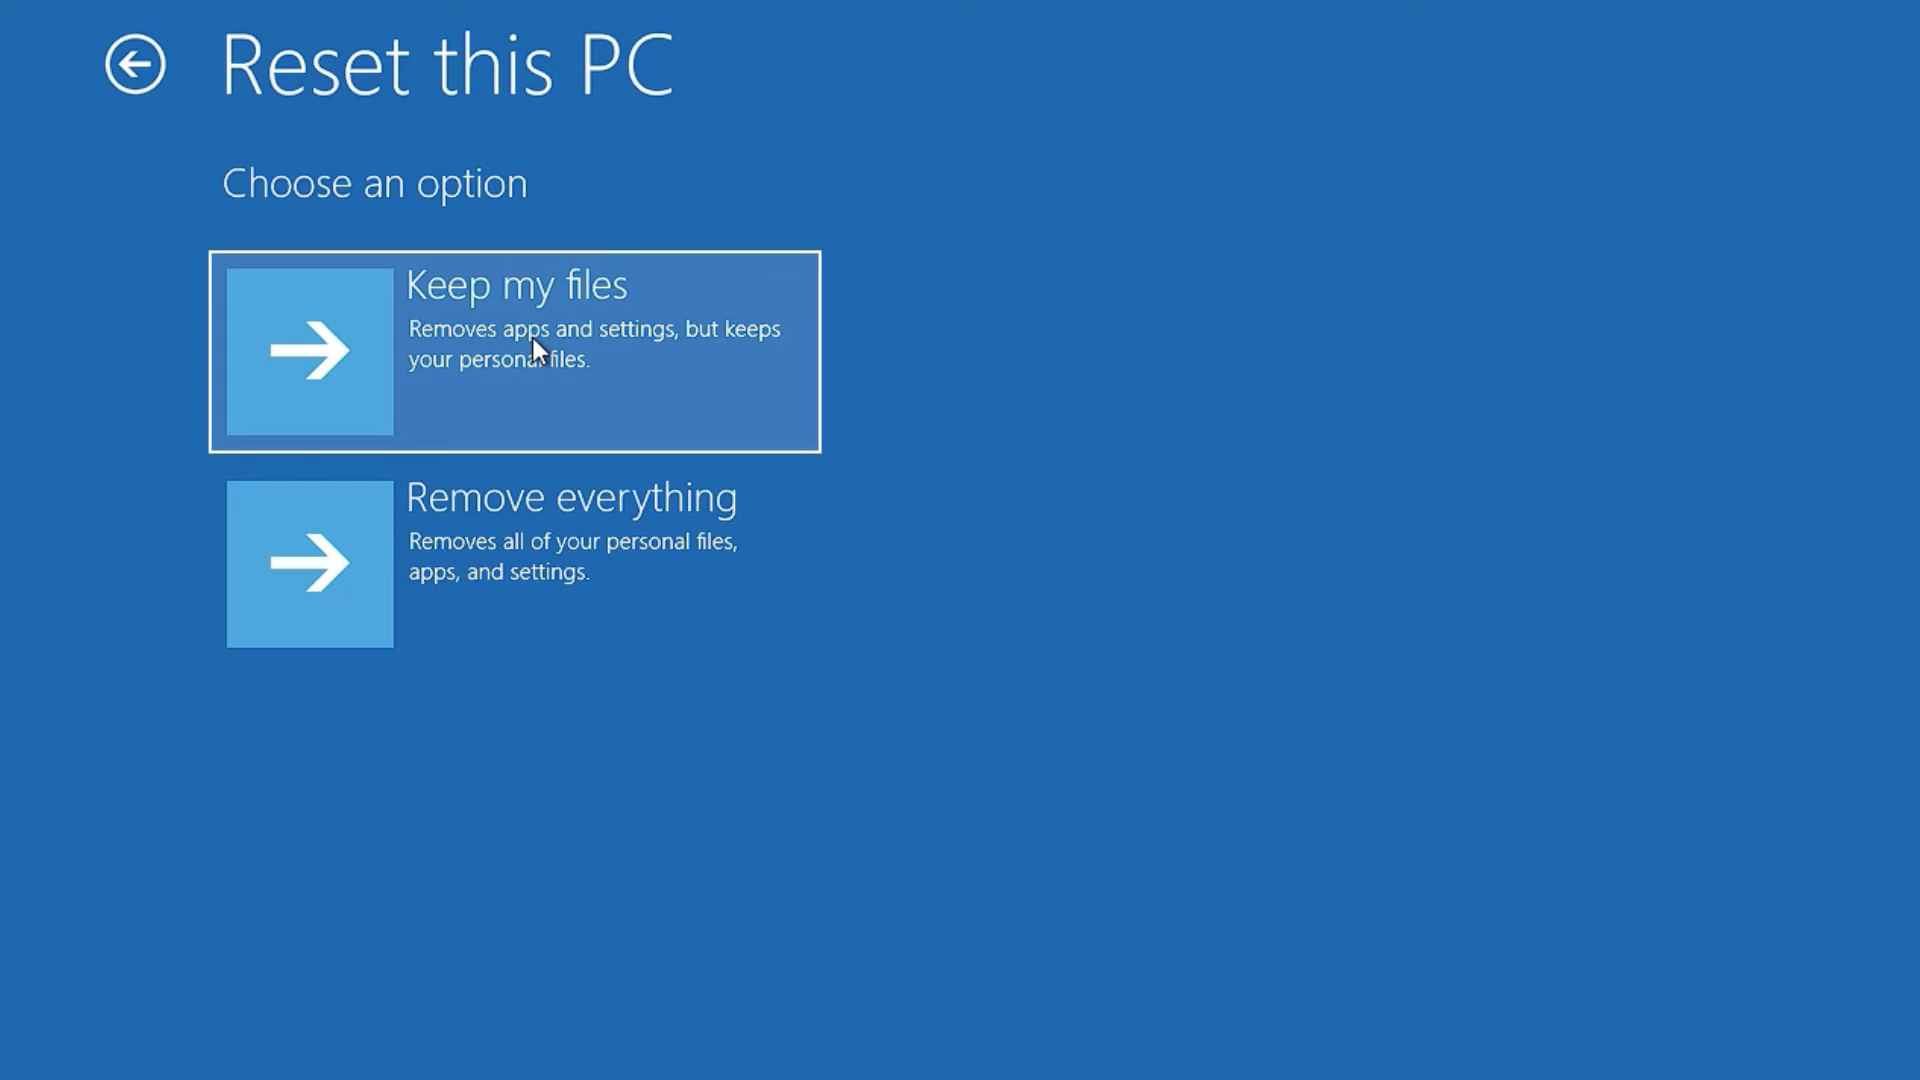 Reset this PC
Choose an option
Keep my files
Removes apps and settings, but keeps
your personal files.
Remove everything
Removes all of your personal files,
apps, and settings.